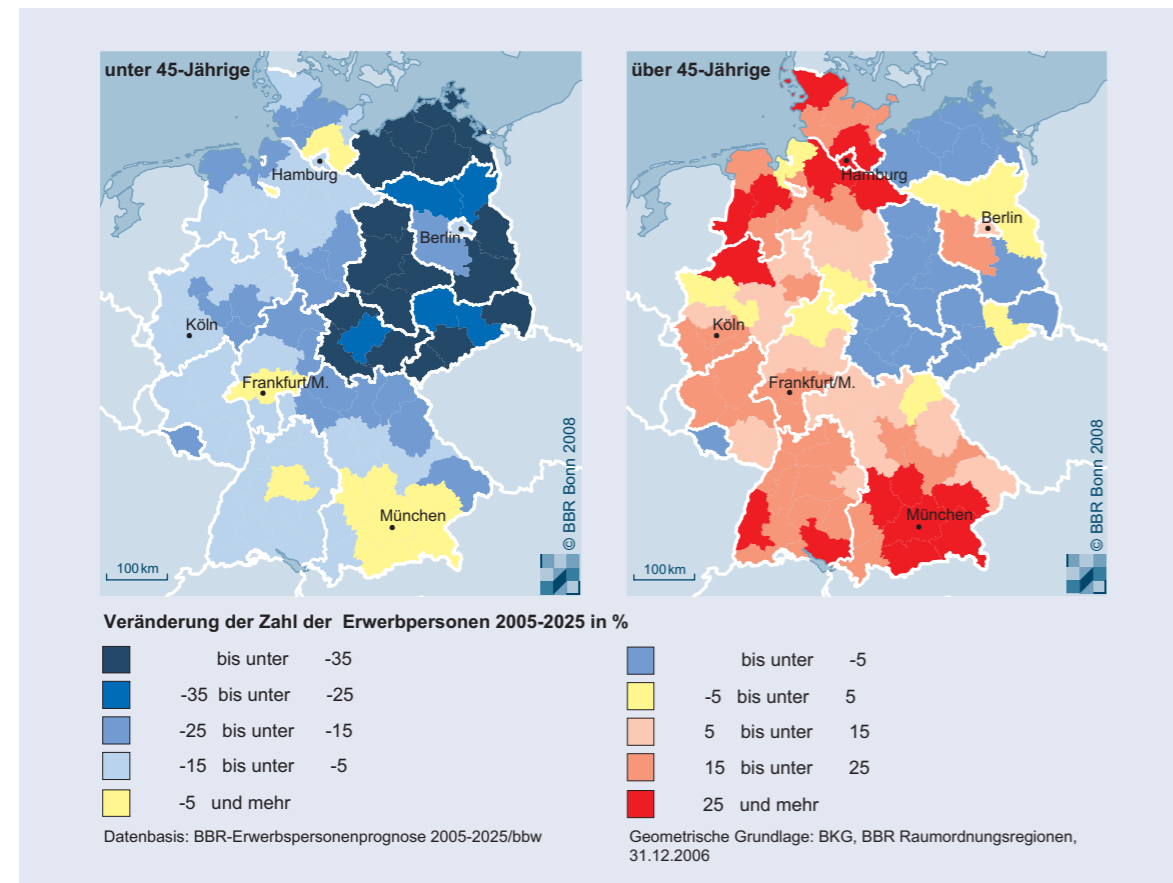 unter 45-Jährige
Hamburg
Berlin
Köln
Frankfurt/M.
München
100 km
© BBR Bonn 2008
über 45-Jährige
Hamburg
Berlin
Köln
Frankfurt/M.
München
100 km
© BBR Bonn 2008
Veränderung der Zahl der Erwerbpersonen 2005-2025 in %
bis unter -35
-35 bis unter -25
-25 bis unter -15
-15 bis unter -5
-5 und mehr
Datenbasis: BBR-Erwerbspersonenprognose 2005-2025/bbw
bis unter -5
-5 bis unter 5
5 bis unter 15
15 bis unter 25
25 und mehr
Geometrische Grundlage: BKG, BBR Raumordnungsregionen,
31.12.2006